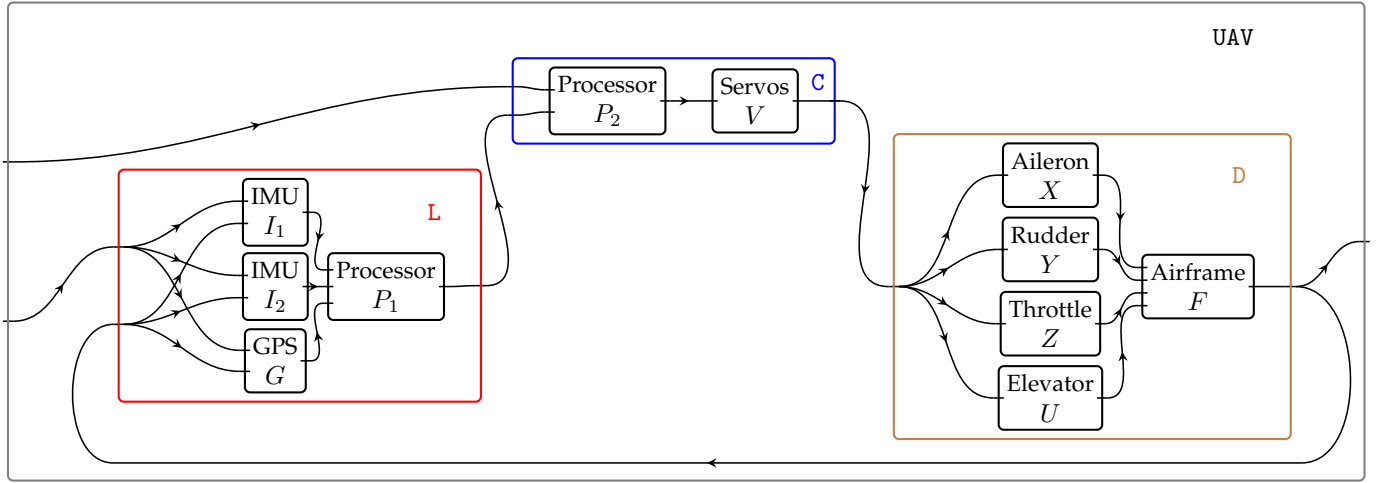 UAV
Processor
P₂
Servos
V
C
L
IMU
I₁
IMU
I₂
GPS
G
Processor
P₁
D
Aileron
X
Rudder
Y
Throttle
Z
Elevator
U
Airframe
F